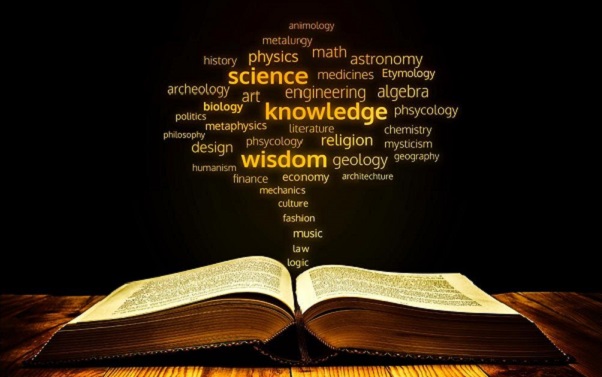 animology
metalurgy
history physics math astronomy
science medicines Etymology
archeology art engineering algebra
biology knowledge phsycology
politics metaphysics literature chemistry
philosophy design phsycology religion mysticism
humanism wisdom geology geography
finance economy architechture
mechanics
culture
fashion
music
law
logic